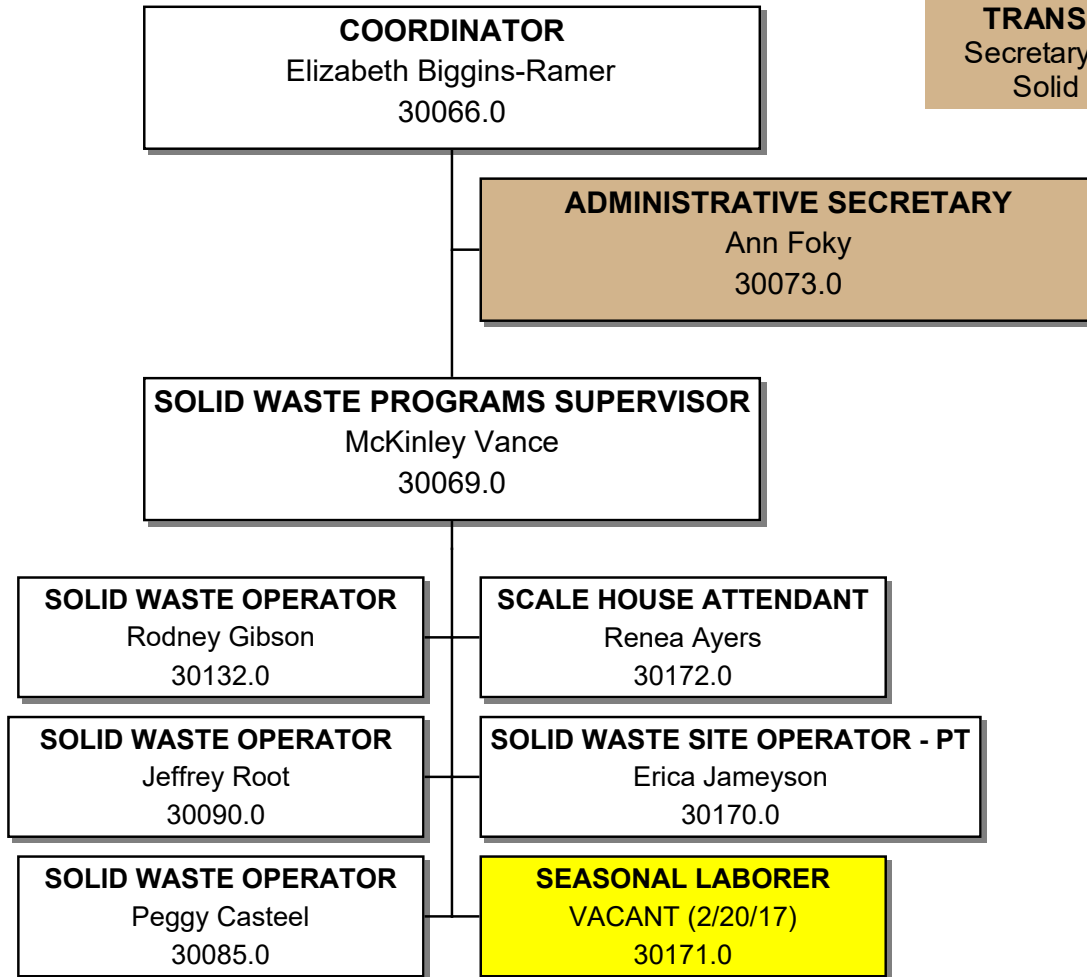 COORDINATOR
Elizabeth Biggins-Ramer
30066.0
TRANS
Secretary
Solid
ADMINISTRATIVE SECRETARY
Ann Foky
30073.0
SOLID WASTE PROGRAMS SUPERVISOR
McKinley Vance
30069.0
SOLID WASTE OPERATOR
Rodney Gibson
30132.0
SCALE HOUSE ATTENDANT
Renea Ayers
30172.0
SOLID WASTE OPERATOR
Jeffrey Root
30090.0
SOLID WASTE SITE OPERATOR - PT
Erica Jameyson
30170.0
SOLID WASTE OPERATOR
Peggy Casteel
30085.0
SEASONAL LABORER
VACANT (2/20/17)
30171.0